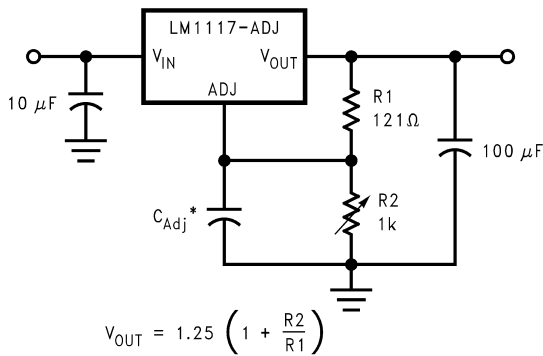 LM1117-ADJ
V_IN
V_OUT
ADJ
10 μF
R1
121Ω
100 μF
C_Adj*
R2
1k
V_OUT = 1.25 (1 + R2/R1)